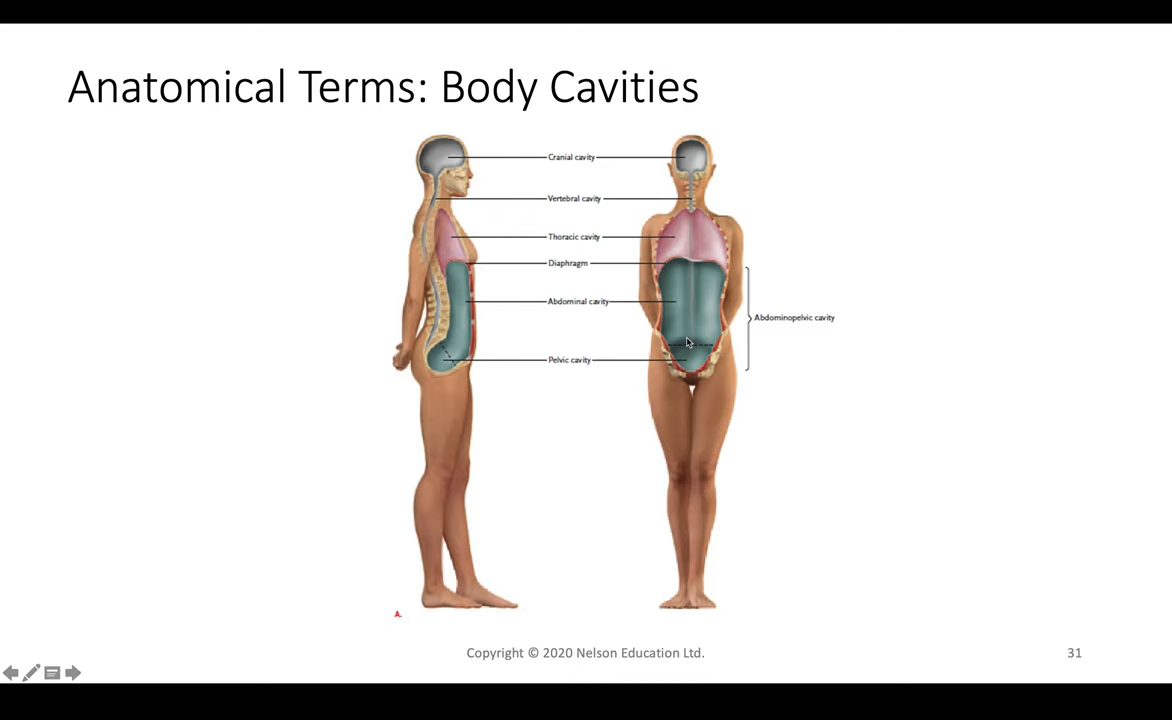 Anatomical Terms: Body Cavities
Cranial cavity
Vertebral cavity
Thoracic cavity
Diaphragm
Abdominal cavity
Abdominopelvic cavity
Pelvic cavity
A.
Copyright © 2020 Nelson Education Ltd.
31